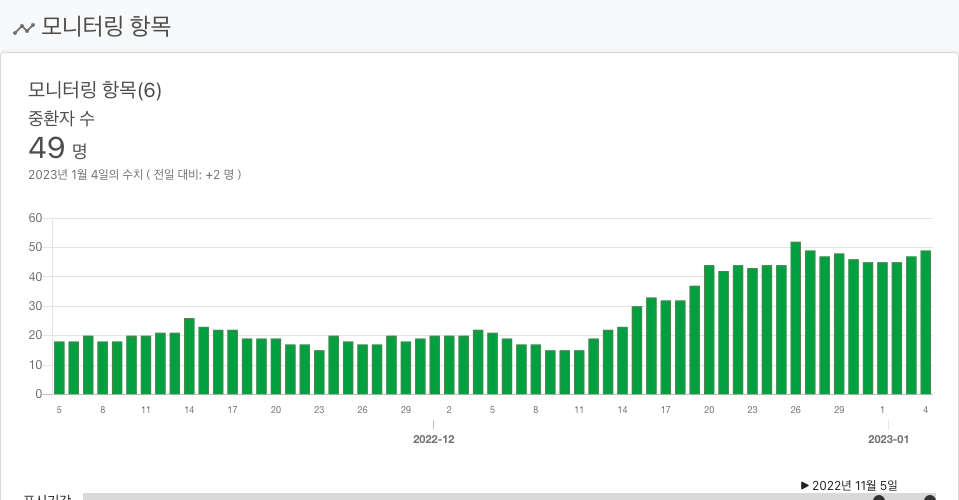 모니터링 항목
모니터링 항목(6)
중환자 수
49 명
2023년 1월 4일의 수치 ( 전일 대비: +2 명 )
60
50
40
30
20
10
0
5 8 11 14 17 20 23 26 29 2 5 8 11 14 17 20 23 26 29 1 4
2022-12 2023-01
▶ 2022년 11월 5일
표시기간